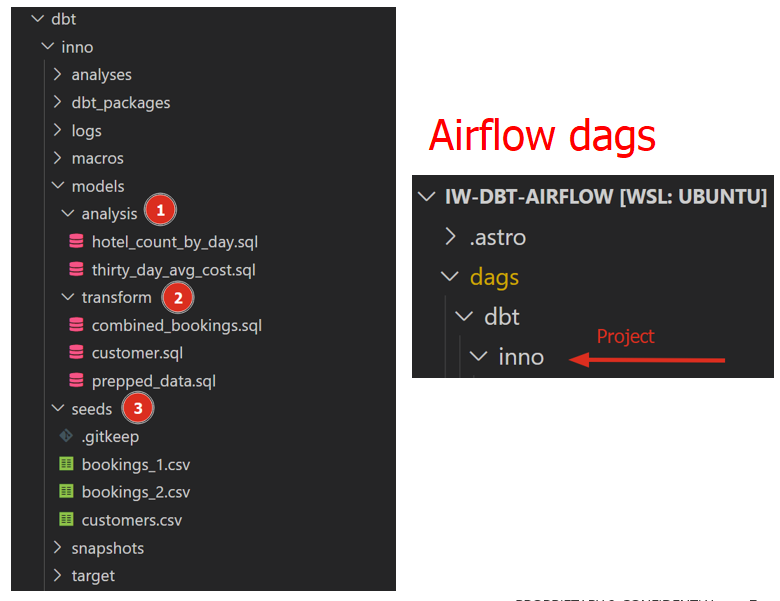 dbt
inno
analyses
dbt_packages
logs
macros
models
analysis 1
hotel_count_by_day.sql
thirty_day_avg_cost.sql
transform 2
combined_bookings.sql
customer.sql
prepped_data.sql
seeds 3
.gitkeep
bookings_1.csv
bookings_2.csv
customers.csv
snapshots
target
Airflow dags
IW-DBT-AIRFLOW [WSL: UBUNTU]
.astro
dags
dbt
Project
inno